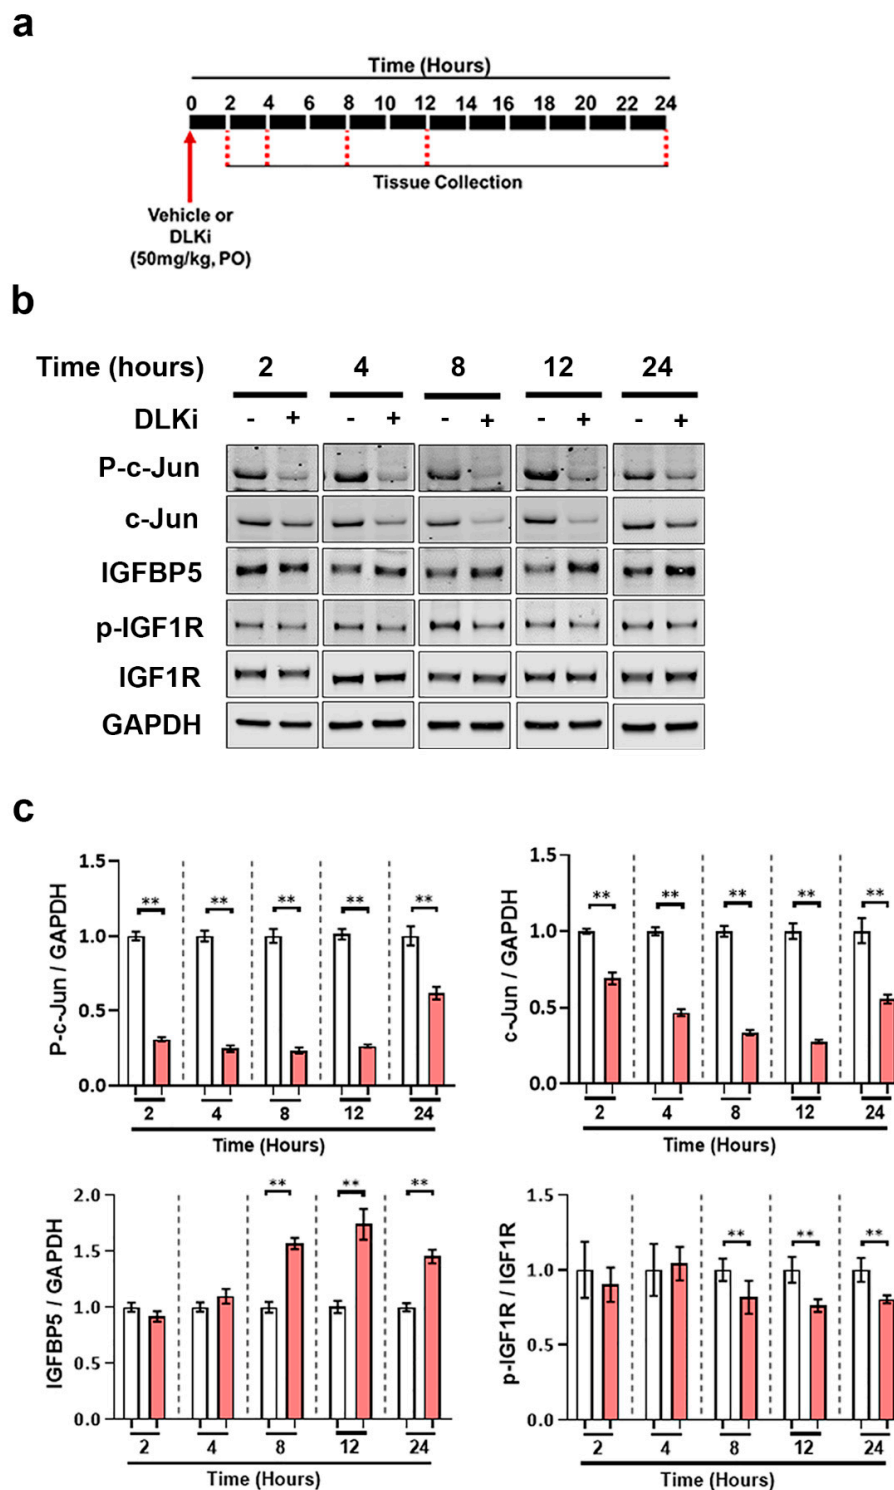 a
Time (Hours)
0 2 4 6 8 10 12 14 16 18 20 22 24
Tissue Collection
Vehicle or
DLKi
(50mg/kg, PO)
b
Time (hours) 2 4 8 12 24
DLKi - + - + - + - + - +
P-c-Jun
c-Jun
IGFBP5
p-IGF1R
IGF1R
GAPDH
c
P-c-Jun / GAPDH
1.5
1.0
0.5
0.0
** ** ** ** **
2 4 8 12 24
Time (Hours)
c-Jun / GAPDH
1.5
1.0
0.5
0.0
** ** ** ** **
2 4 8 12 24
Time (Hours)
IGFBP5 / GAPDH
2.0
1.5
1.0
0.5
0.0
** ** **
2 4 8 12 24
Time (Hours)
p-IGF1R / IGF1R
1.5
1.0
0.5
0.0
** ** **
2 4 8 12 24
Time (Hours)